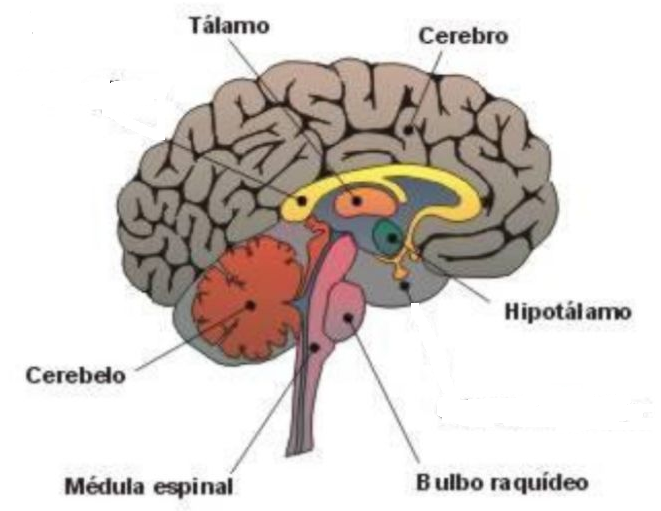 Tálamo
Cerebro
Hipotálamo
Cerebelo
Médula espinal
Bulbo raquídeo